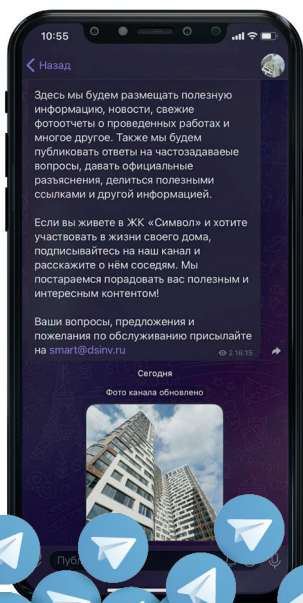 10:55
Назад
Здесь мы будем размещать полезную
информацию, новости, свежие
фотоотчеты о проведенных работах и
многое другое. Также мы будем
публиковать ответы на частозадаваеые
вопросы, давать официальные
разъяснения, делиться полезными
ссылками и другой информацией.
Если вы живете в ЖК «Символ» и хотите
участвовать в жизни своего дома,
подписывайтесь на наш канал и
расскажите о нём соседям. Мы
постараемся порадовать вас полезным и
интересным контентом!
Ваши вопросы, предложения и
пожелания по обслуживанию присылайте
на smart@dsinv.ru
2 16:15
Сегодня
Фото канала обновлено